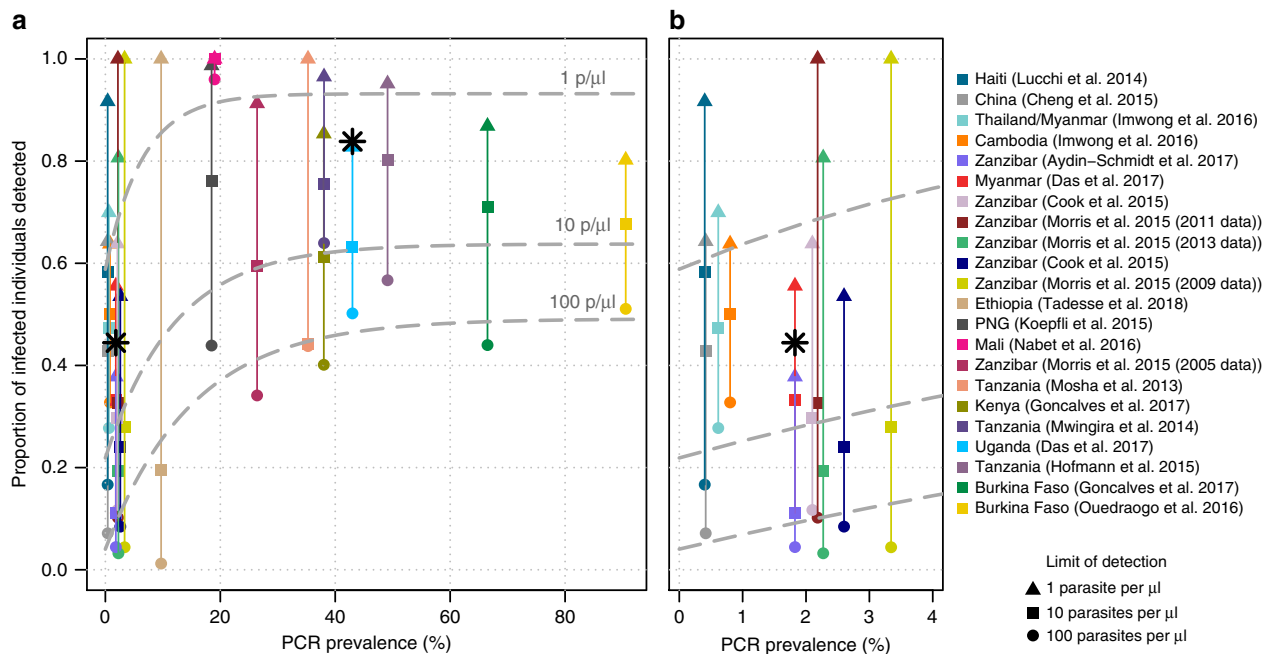 a
b
Proportion of infected individuals detected
1.0
0.8
0.6
0.4
0.2
0.0
1 p/µl
10 p/µl
100 p/µl
0
20
40
60
80
PCR prevalence (%)
0
1
2
3
4
PCR prevalence (%)
Haiti (Lucchi et al. 2014)
China (Cheng et al. 2015)
Thailand/Myanmar (Imwong et al. 2016)
Cambodia (Imwong et al. 2016)
Zanzibar (Aydin−Schmidt et al. 2017)
Myanmar (Das et al. 2017)
Zanzibar (Cook et al. 2015)
Zanzibar (Morris et al. 2015 (2011 data))
Zanzibar (Morris et al. 2015 (2013 data))
Zanzibar (Cook et al. 2015)
Zanzibar (Morris et al. 2015 (2009 data))
Ethiopia (Tadesse et al. 2018)
PNG (Koepfli et al. 2015)
Mali (Nabet et al. 2016)
Zanzibar (Morris et al. 2015 (2005 data))
Tanzania (Mosha et al. 2013)
Kenya (Goncalves et al. 2017)
Tanzania (Mwingira et al. 2014)
Uganda (Das et al. 2017)
Tanzania (Hofmann et al. 2015)
Burkina Faso (Goncalves et al. 2017)
Burkina Faso (Ouedraogo et al. 2016)
Limit of detection
1 parasite per µl
10 parasites per µl
100 parasites per µl